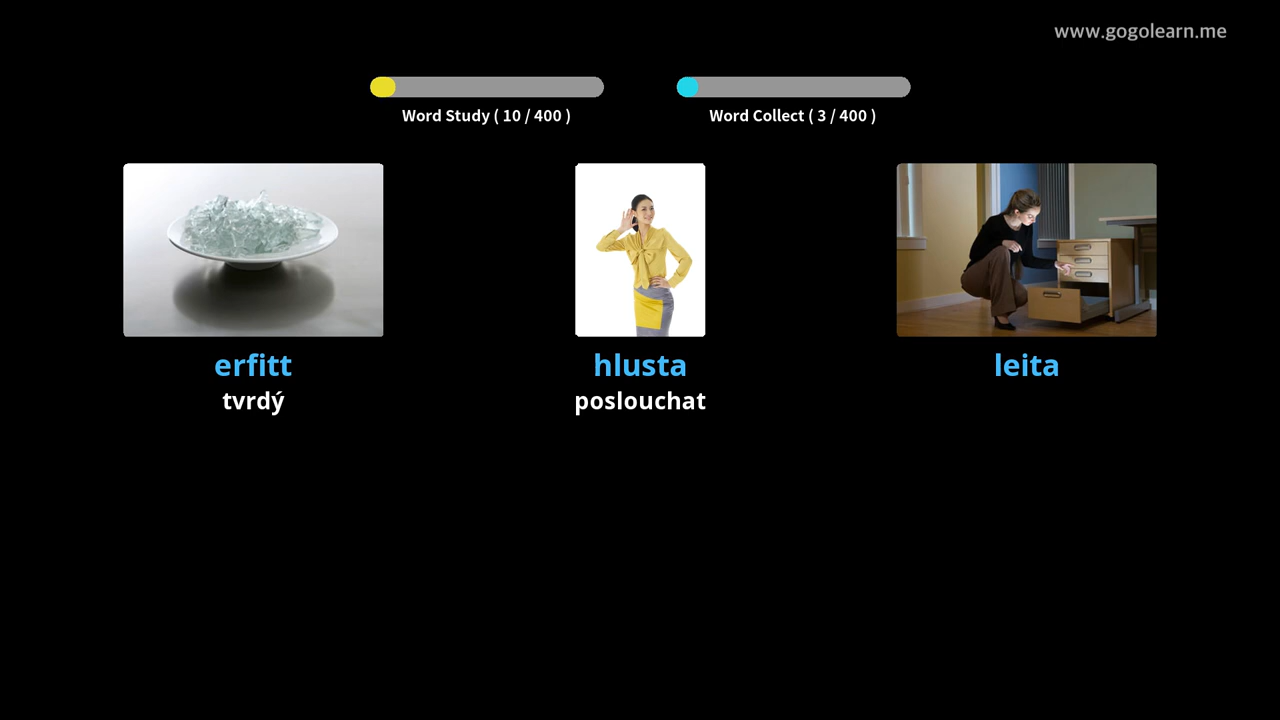 www.gogolearn.me
Word Study ( 10 / 400 )
Word Collect ( 3 / 400 )
erfitt
hlusta
leita
tvrdý
poslouchat